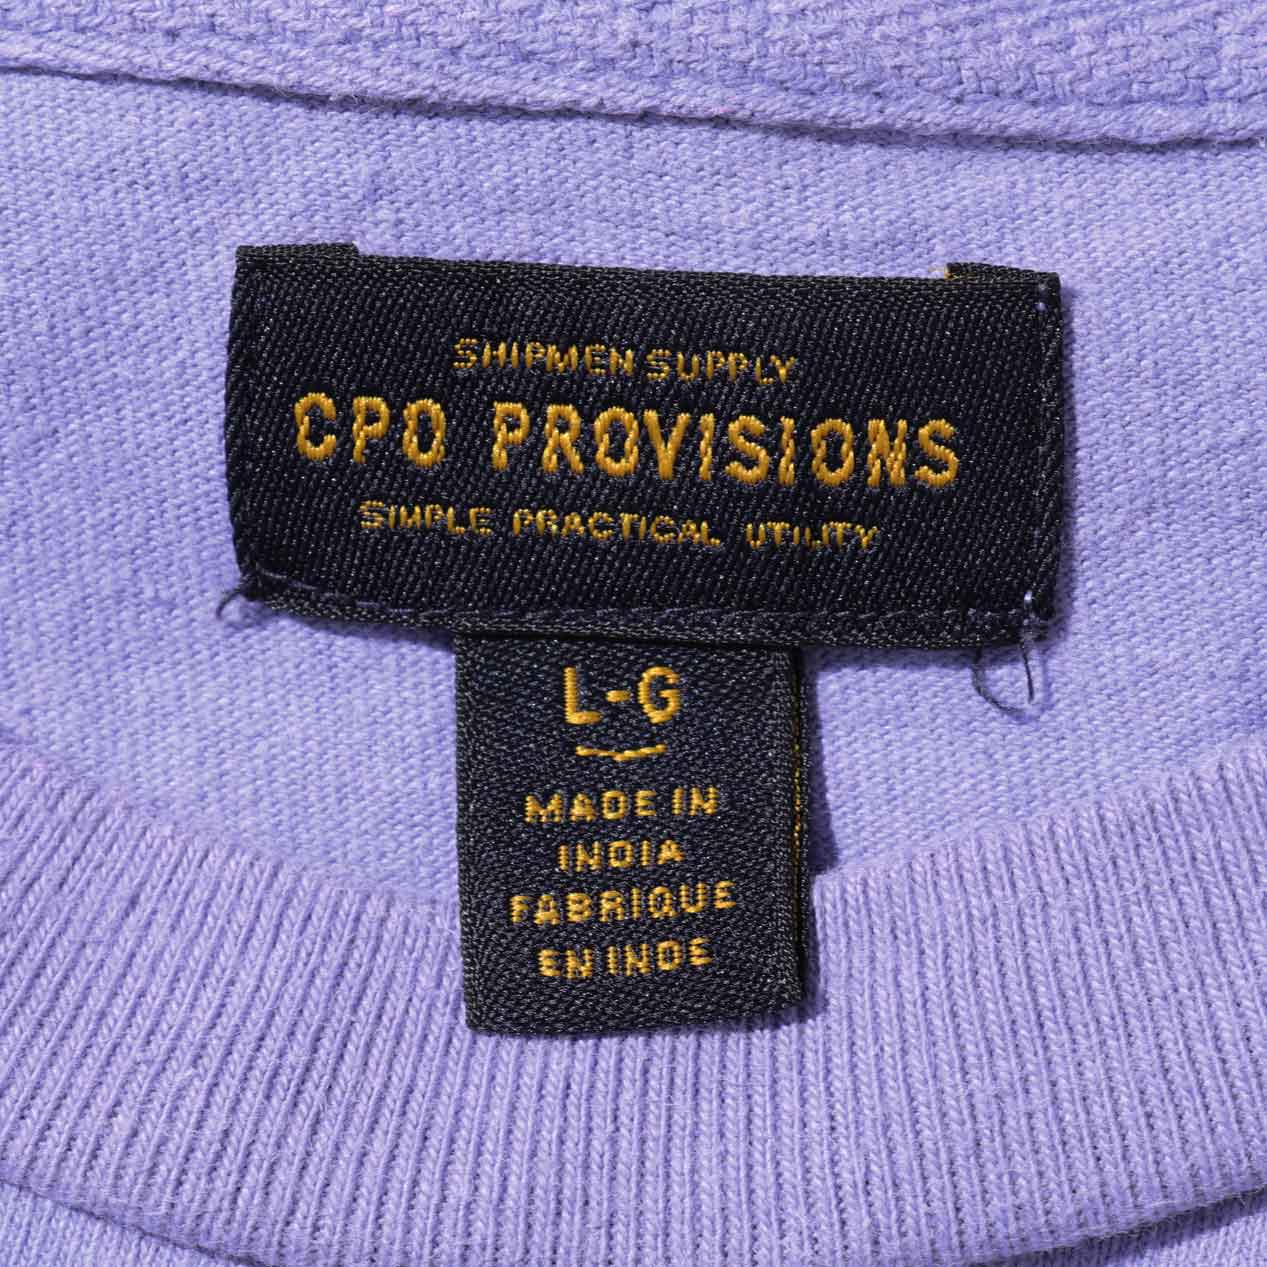 SHIPMEN SUPPLY
CPO PROVISIONS
SIMPLE PRACTICAL UTILITY
L-G
MADE IN
INDIA
FABRIQUE
EN INDE